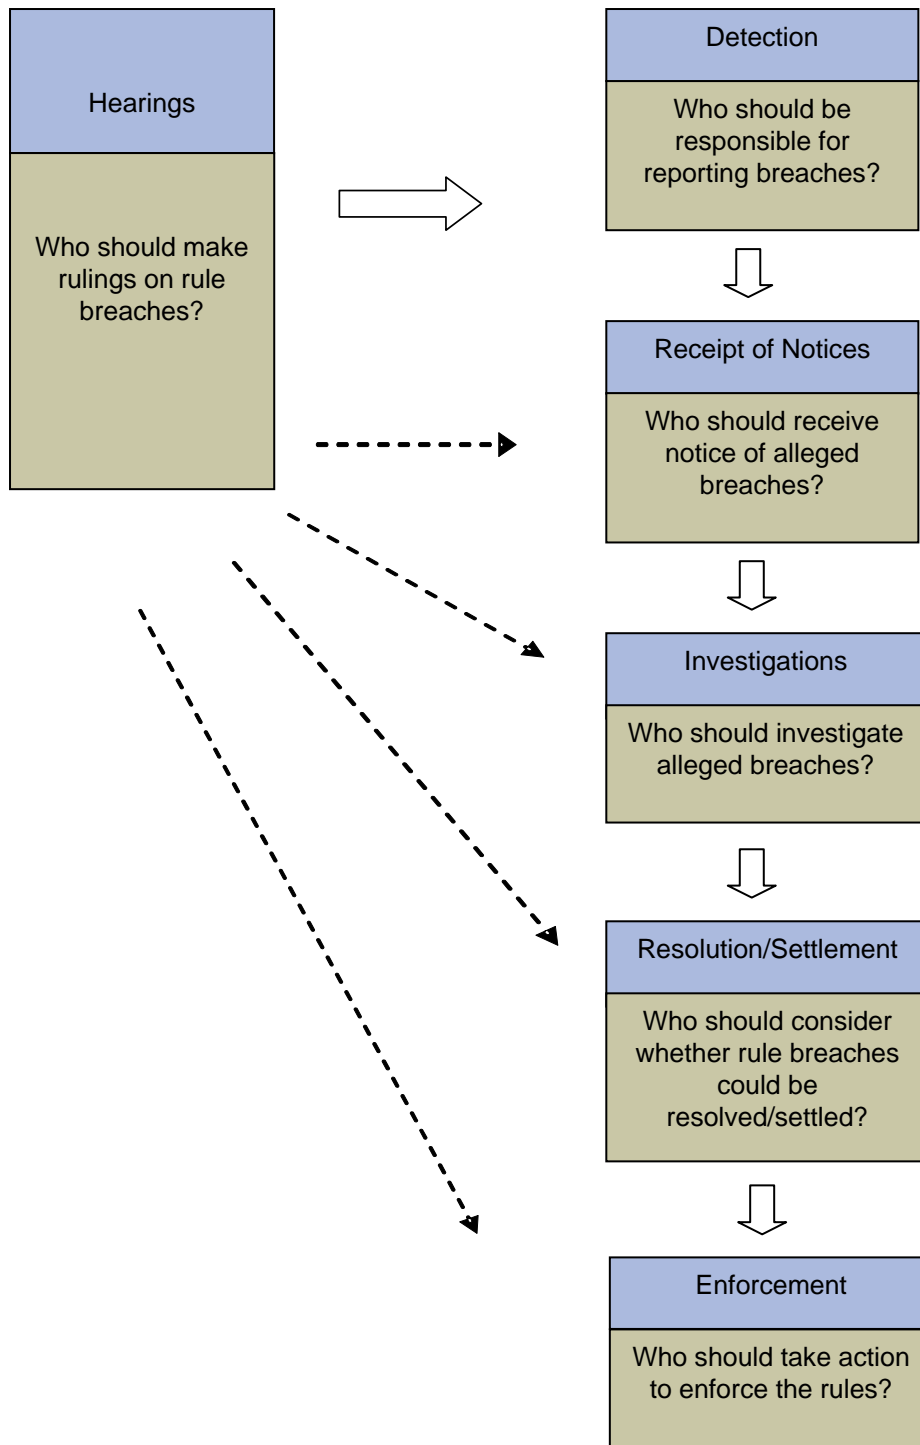 Hearings
Who should make
rulings on rule
breaches?
Detection
Who should be
responsible for
reporting breaches?
Receipt of Notices
Who should receive
notice of alleged
breaches?
Investigations
Who should investigate
alleged breaches?
Resolution/Settlement
Who should consider
whether rule breaches
could be
resolved/settled?
Enforcement
Who should take action
to enforce the rules?